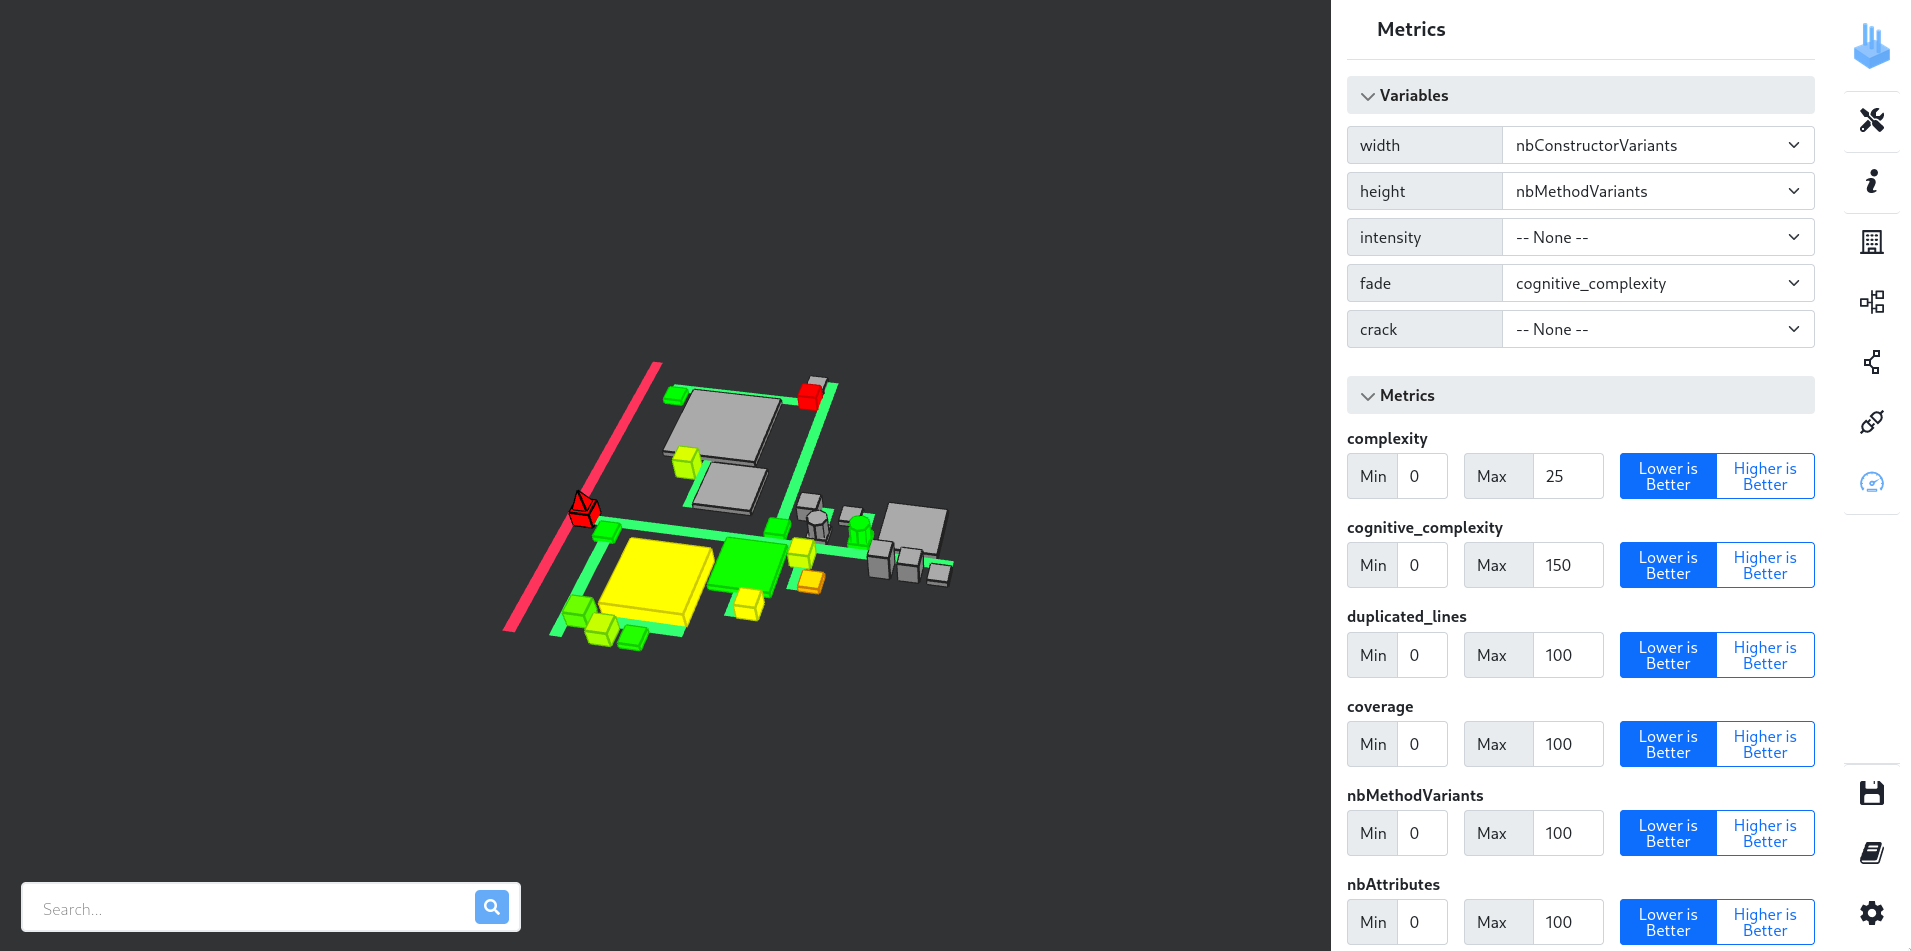 Metrics
Variables
width nbConstructorVariants
height nbMethodVariants
intensity -- None --
fade cognitive_complexity
crack -- None --
Metrics
complexity
Min 0 Max 25 Lower is Better Higher is Better
cognitive_complexity
Min 0 Max 150 Lower is Better Higher is Better
duplicated_lines
Min 0 Max 100 Lower is Better Higher is Better
coverage
Min 0 Max 100 Lower is Better Higher is Better
nbMethodVariants
Min 0 Max 100 Lower is Better Higher is Better
nbAttributes
Min 0 Max 100 Lower is Better Higher is Better
Search...